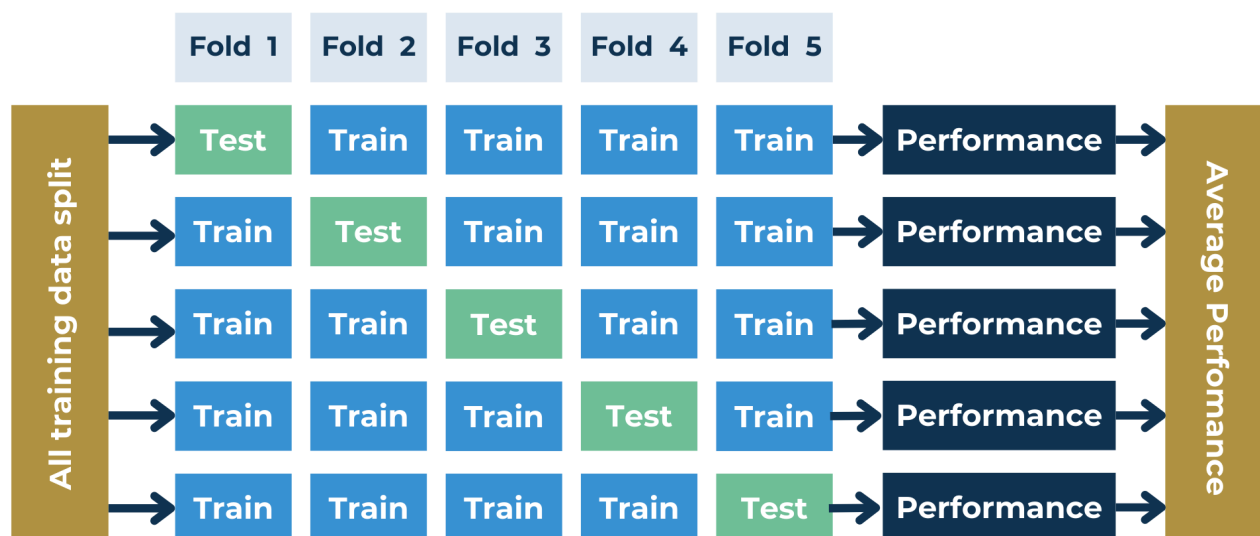 Fold 1 Fold 2 Fold 3 Fold 4 Fold 5
All training data split
Test Train Train Train Train Performance
Train Test Train Train Train Performance
Train Train Test Train Train Performance
Train Train Train Test Train Performance
Train Train Train Train Test Performance
Average Perfomance